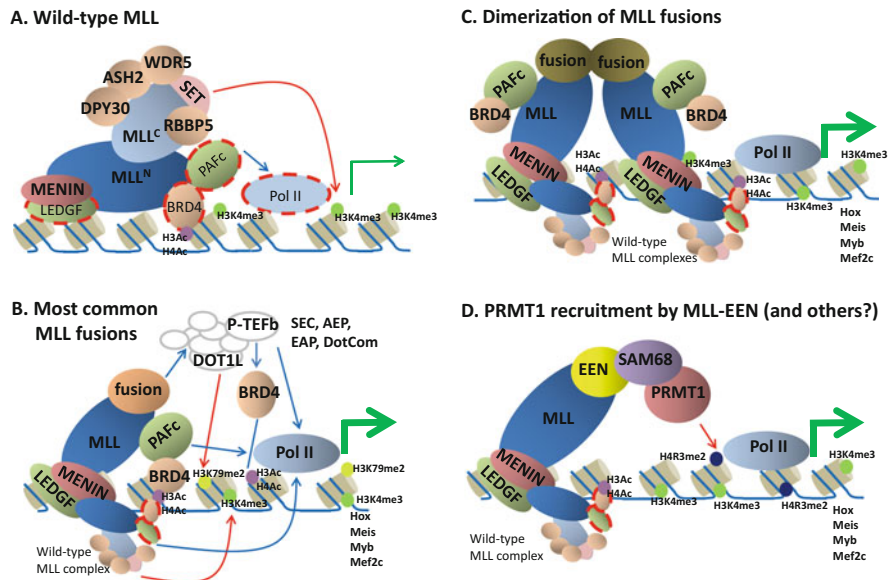 A. Wild-type MLL
WDR5
ASH2
SET
DPY30
RBBP5
MLL^C
PAFc
MLL^N
MENIN
LEDGF
BRD4
Pol II
H3K4me3
H3K4me3
H3K4me3
H3Ac
H4Ac
B. Most common
MLL fusions
P-TEFb
DOT1L
SEC, AEP,
EAP, DotCom
fusion
BRD4
MLL
PAFc
Pol II
BRD4
MENIN
LEDGF
H3K79me2
H3Ac
H4Ac
H3K79me2
H3Ac
H4Ac
H3K4me3
H3K4me3
Hox
Meis
Myb
Mef2c
Wild-type
MLL complex
C. Dimerization of MLL fusions
fusion
fusion
PAFc
PAFc
BRD4
BRD4
MLL
MLL
Pol II
MENIN
LEDGF
H3Ac
H4Ac
H3K4me3
MENIN
LEDGF
H3Ac
H4Ac
H3K4me3
H3K4me3
Hox
Meis
Myb
Mef2c
Wild-type
MLL complexes
D. PRMT1 recruitment by MLL-EEN (and others?)
EEN
SAM68
PRMT1
MLL
Pol II
H4R3me2
MENIN
LEDGF
H3Ac
H4Ac
H3K4me3
H3K4me3
H3K4me3
H4R3me2
Hox
Meis
Myb
Mef2c
Wild-type
MLL complex